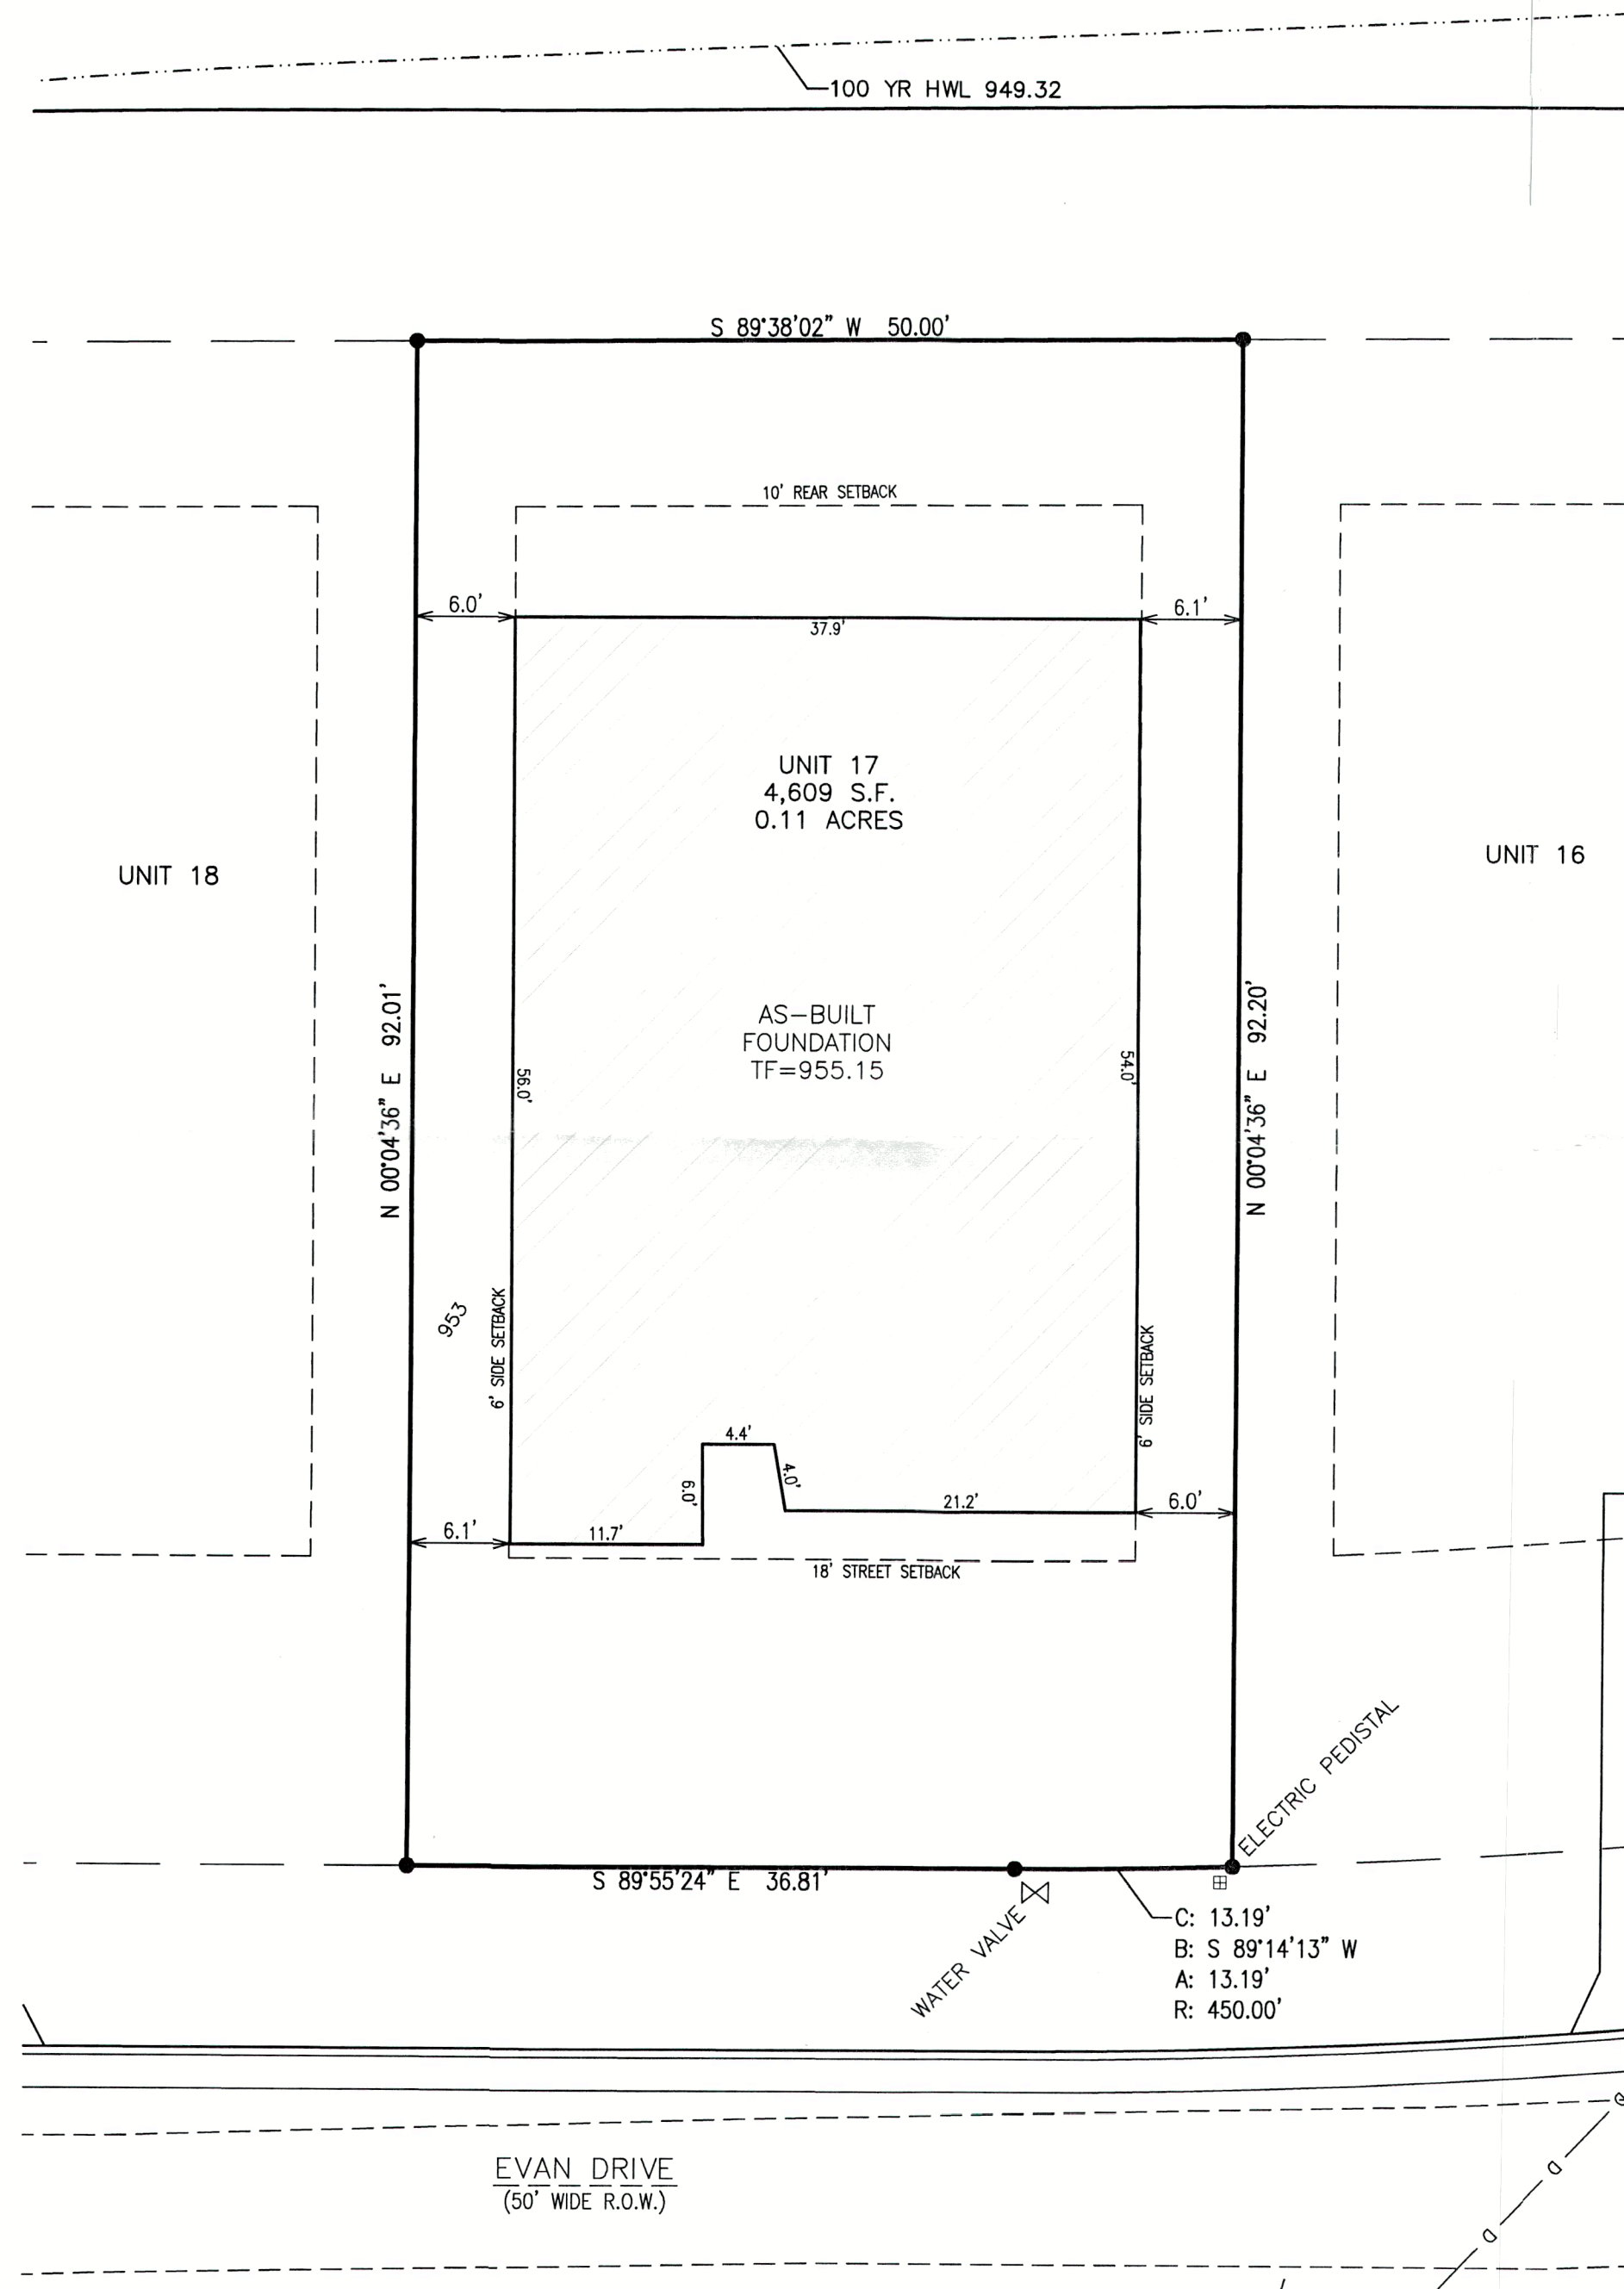 100 YR HWL 949.32
S 89°38'02" W 50.00'
10' REAR SETBACK
6.0'
6.1'
37.9'
UNIT 17
4,609 S.F.
0.11 ACRES
UNIT 18
UNIT 16
N 00°04'36" E 92.01'
56.0'
AS-BUILT
FOUNDATION
TF=955.15
54.0'
N 00°04'36" E 92.20'
953
6' SIDE SETBACK
6' SIDE SETBACK
4.4'
6.0'
4.0'
21.2'
6.0'
6.1'
11.7'
18' STREET SETBACK
ELECTRIC PEDISTAL
S 89°55'24" E 36.81'
WATER VALVE
C: 13.19'
B: S 89°14'13" W
A: 13.19'
R: 450.00'
EVAN DRIVE
(50' WIDE R.O.W.)
D
D